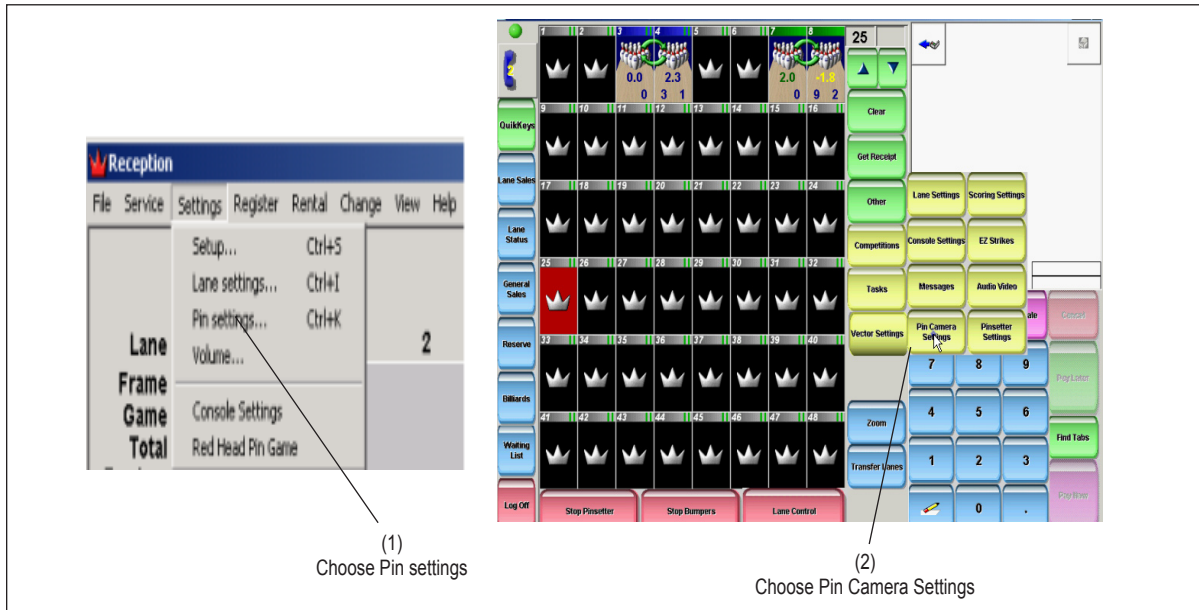 Reception
File Service Settings Register Rental Change View Help
Setup... Ctrl+S
Lane settings... Ctrl+I
Pin settings... Ctrl+K
Volume...
Console Settings
Red Head Pin Game
Lane 2
Frame
Game
Total
(1)
Choose Pin settings
1 2 3 4 5 6 7 8
0.0 2.3 2.0 -1.8
0 3 1 0 9 2
9 10 11 12 13 14 15 16
17 18 19 20 21 22 23 24
25 26 27 28 29 30 31 32
33 34 35 36 37 38 39 40
41 42 43 44 45 46 47 48
2
QuikKeys
Lane Sales
Lane Status
General Sales
Reserve
Billiards
Waiting List
Log Off
Stop Pinsetter
Stop Bumpers
Lane Control
25
Clear
Get Receipt
Other
Competitions
Tasks
Vector Settings
Zoom
Transfer Lanes
Lane Settings
Scoring Settings
Console Settings
EZ Strikes
Messages
Audio Video
Pin Camera Settings
Pinsetter Settings
7 8 9
4 5 6
1 2 3
0 .
Cancel
Pay Later
Find Tabs
Pay Now
(2)
Choose Pin Camera Settings